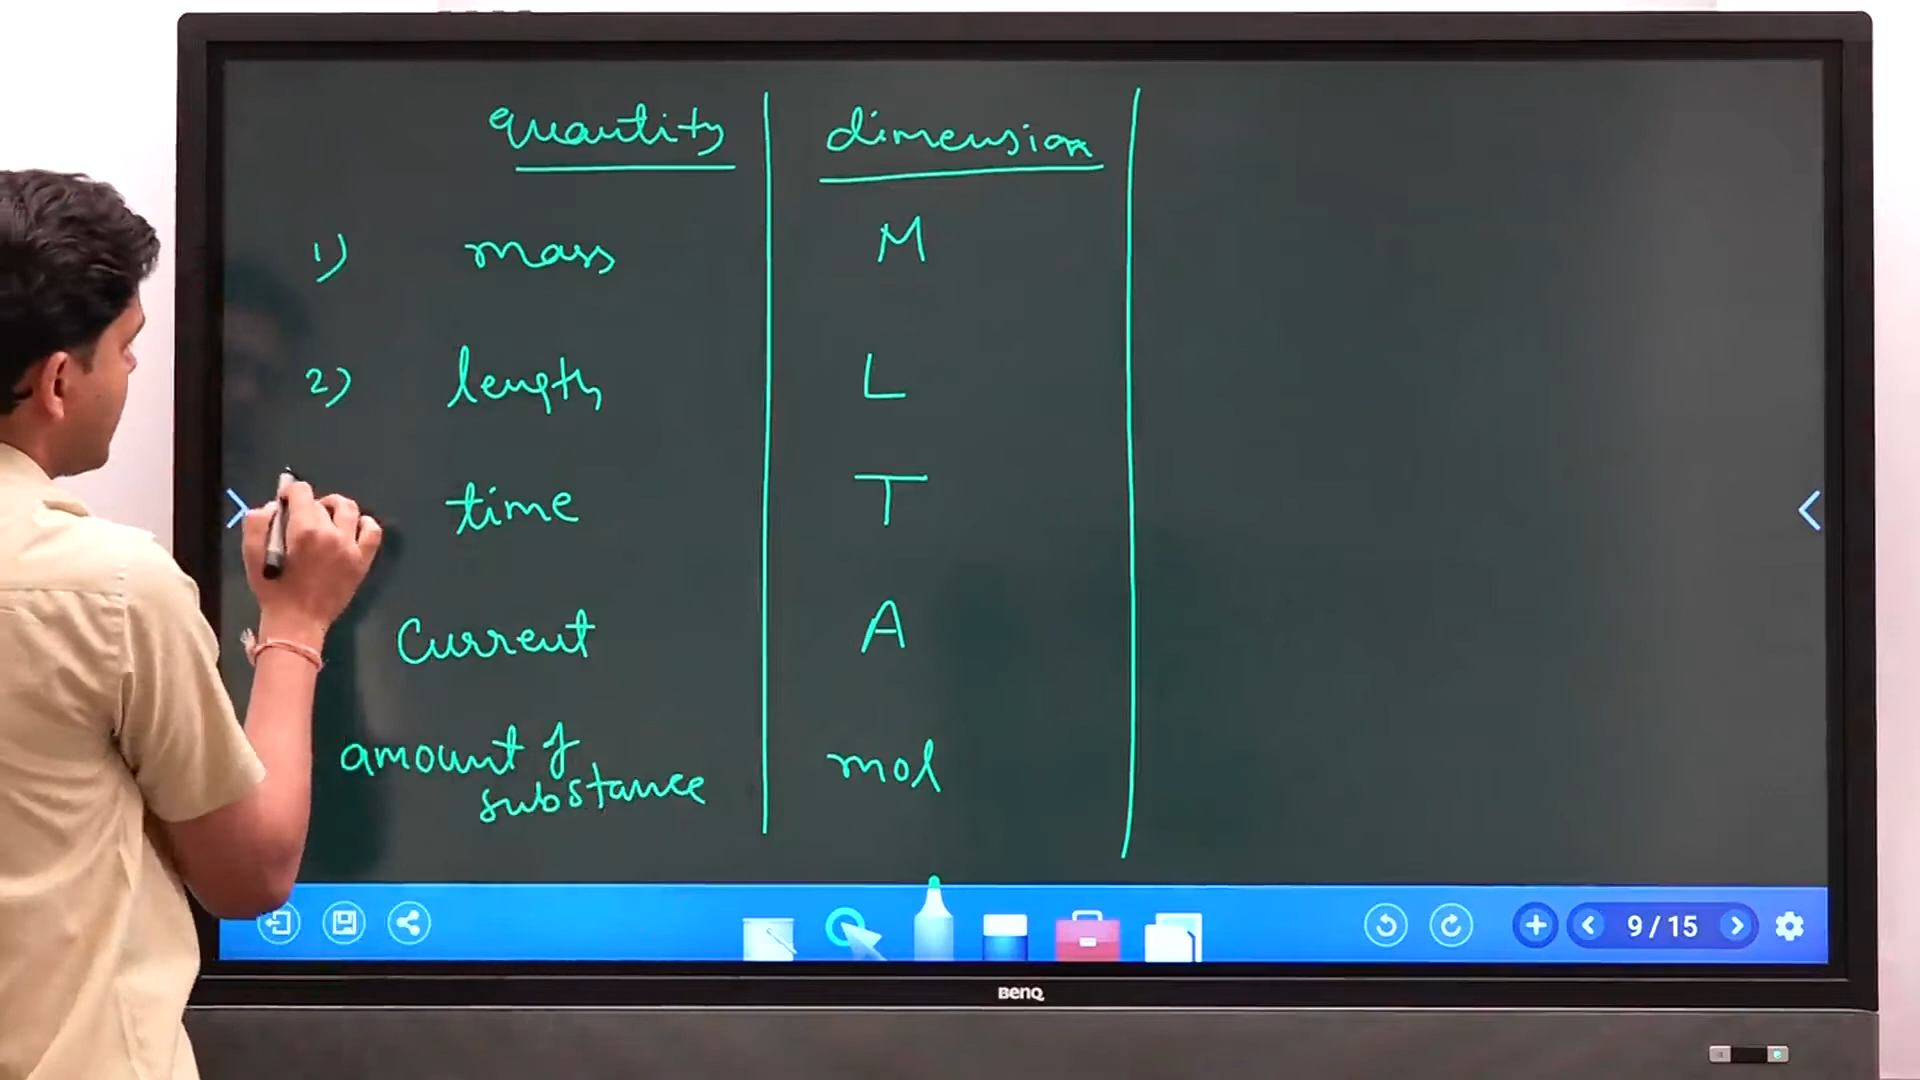 quantity dimension
1) mass M
2) length L
time T
Current A
amount of
substance mol
9/15
BenQ